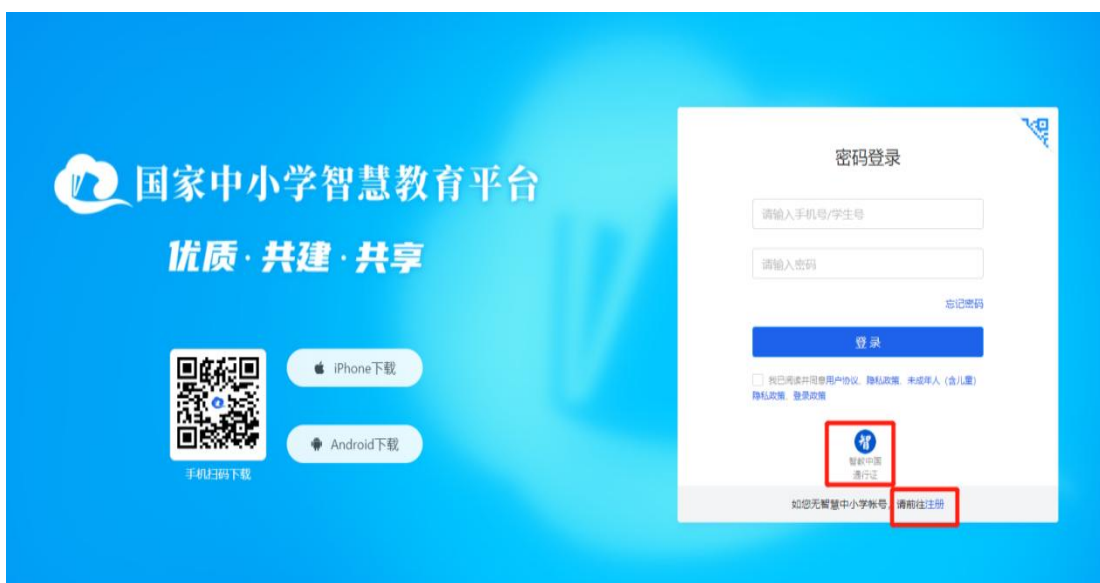 国家中小学智慧教育平台
优质·共建·共享
iPhone下载
Android下载
手机扫码下载
密码登录
请输入手机号/学生号
请输入密码
忘记密码
登录
我已阅读并同意用户协议、隐私政策、未成年人（含儿童）
隐私政策、登录政策
智
智教中国
通行证
如您无智慧中小学帐号，请前往注册